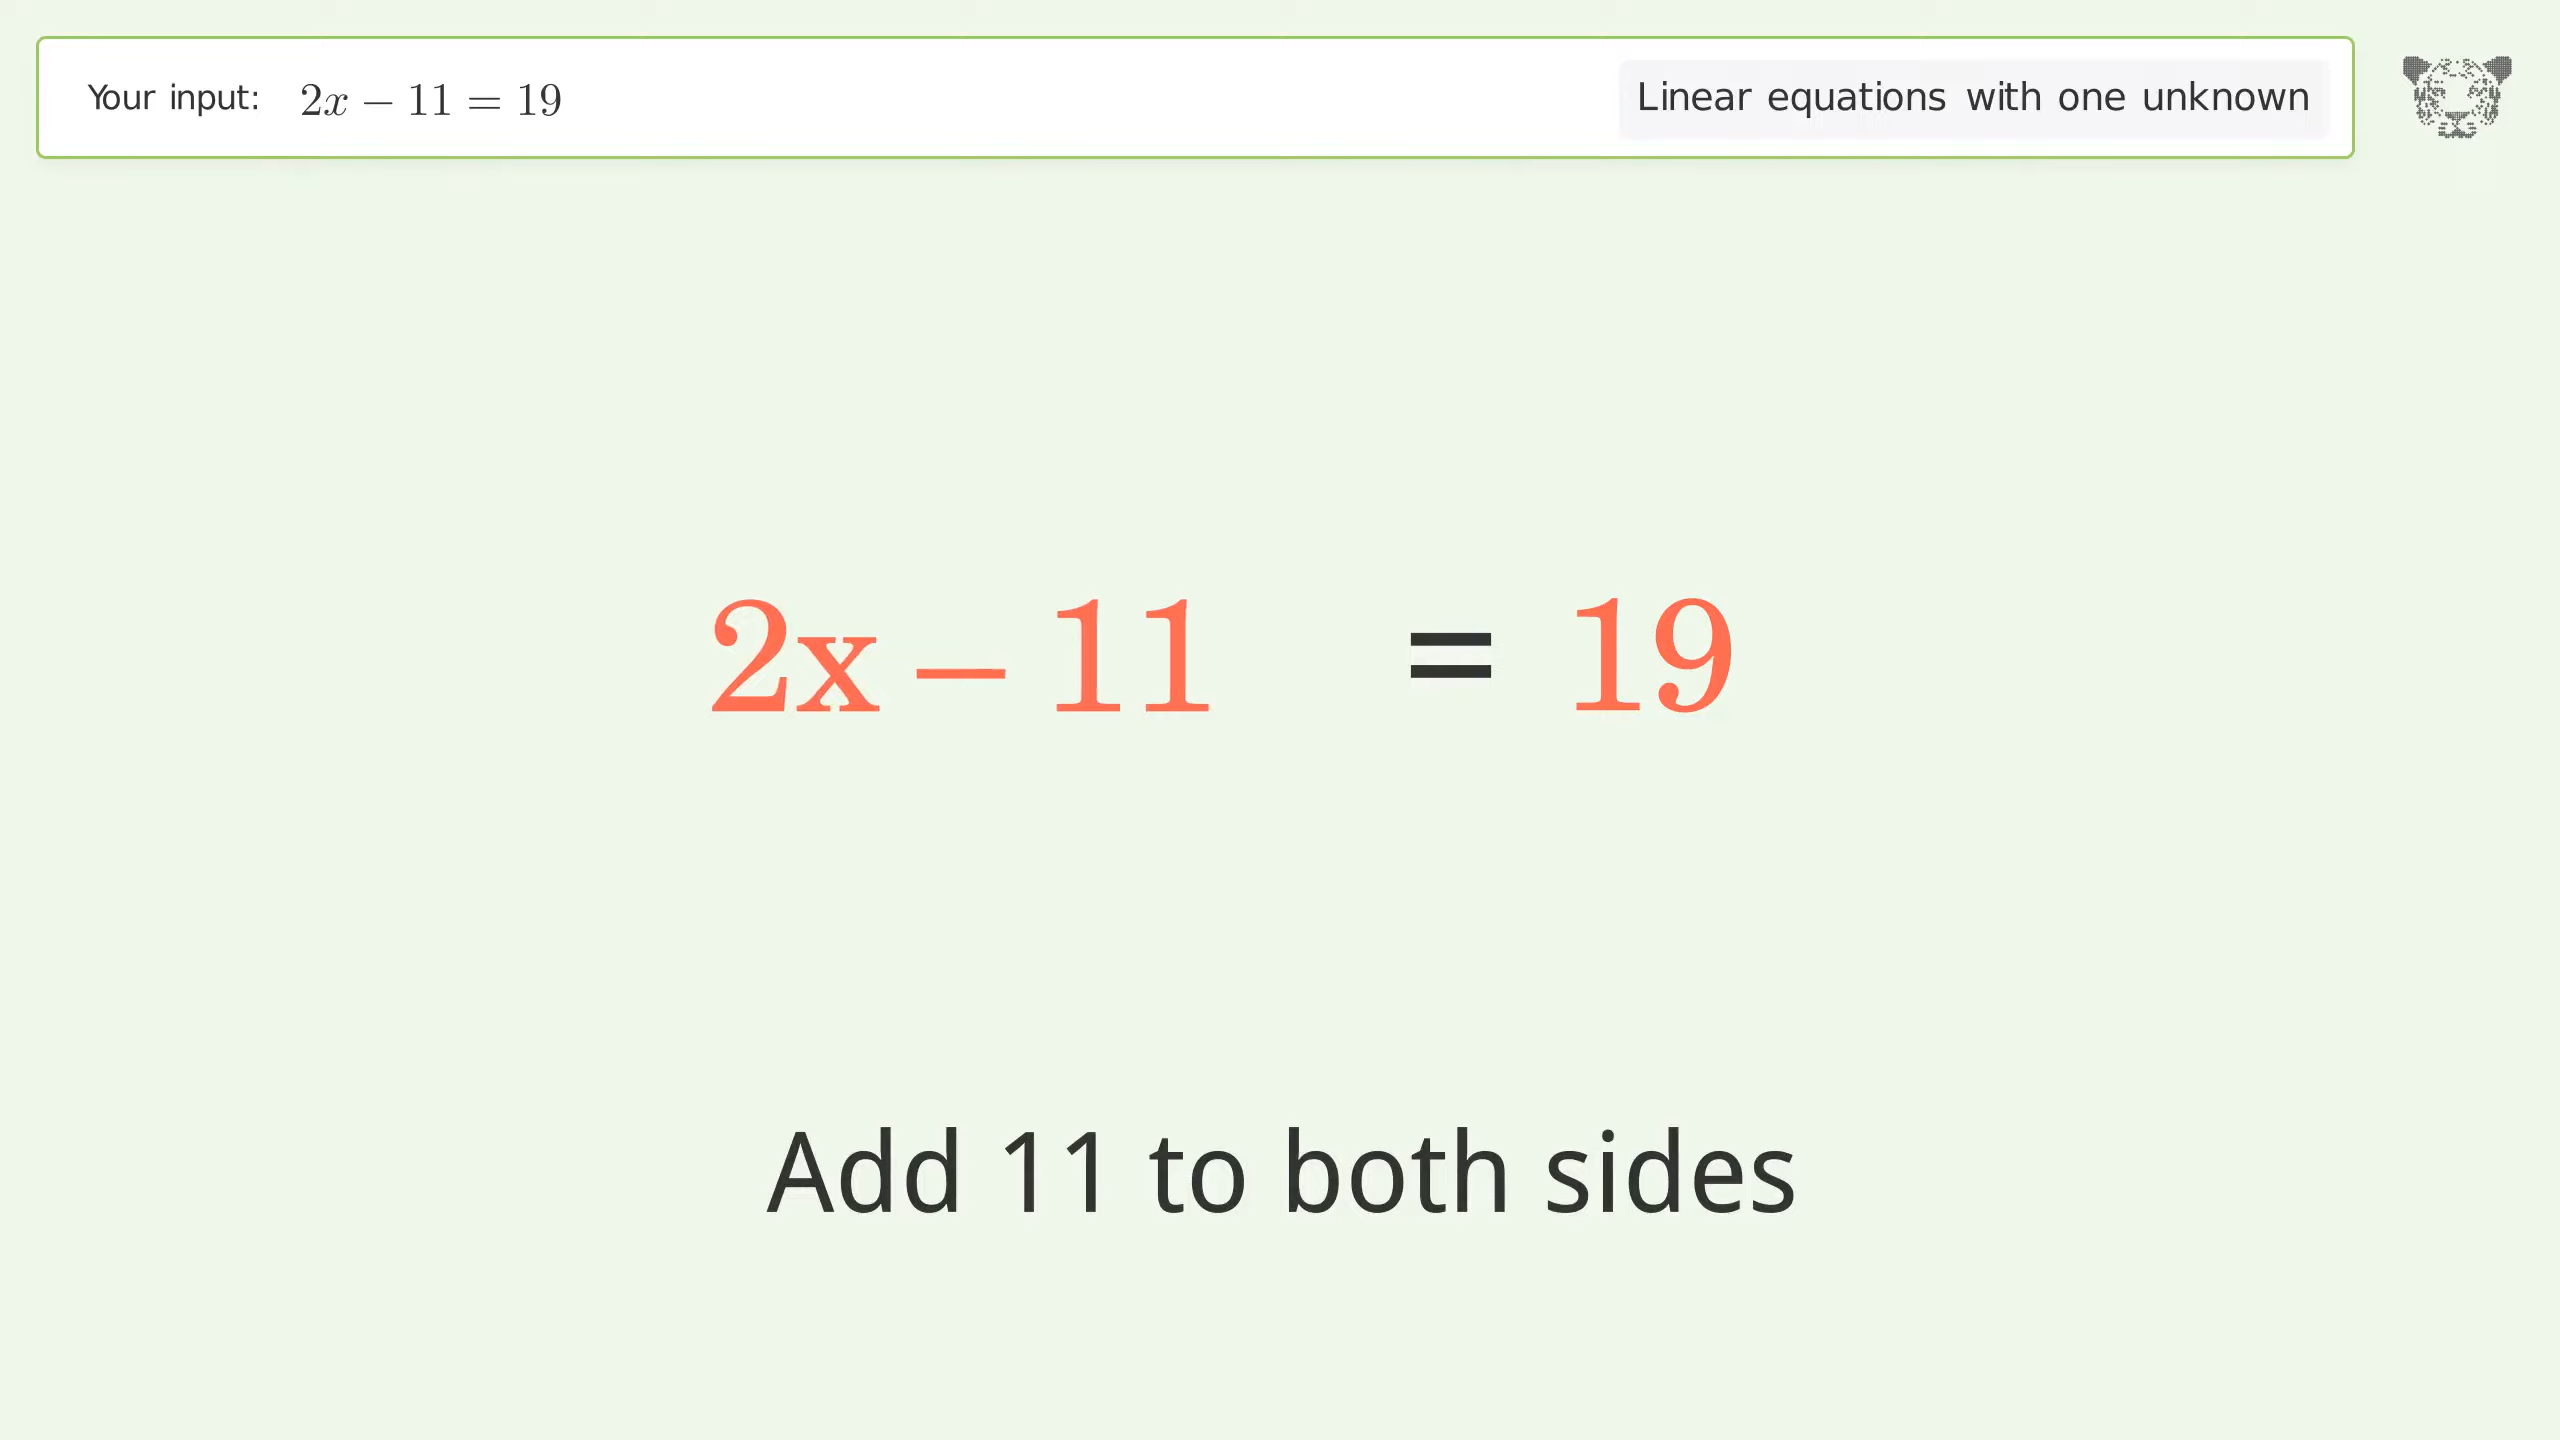 Your input: 2x − 11 = 19
Linear equations with one unknown
2x – 11 = 19
Add 11 to both sides